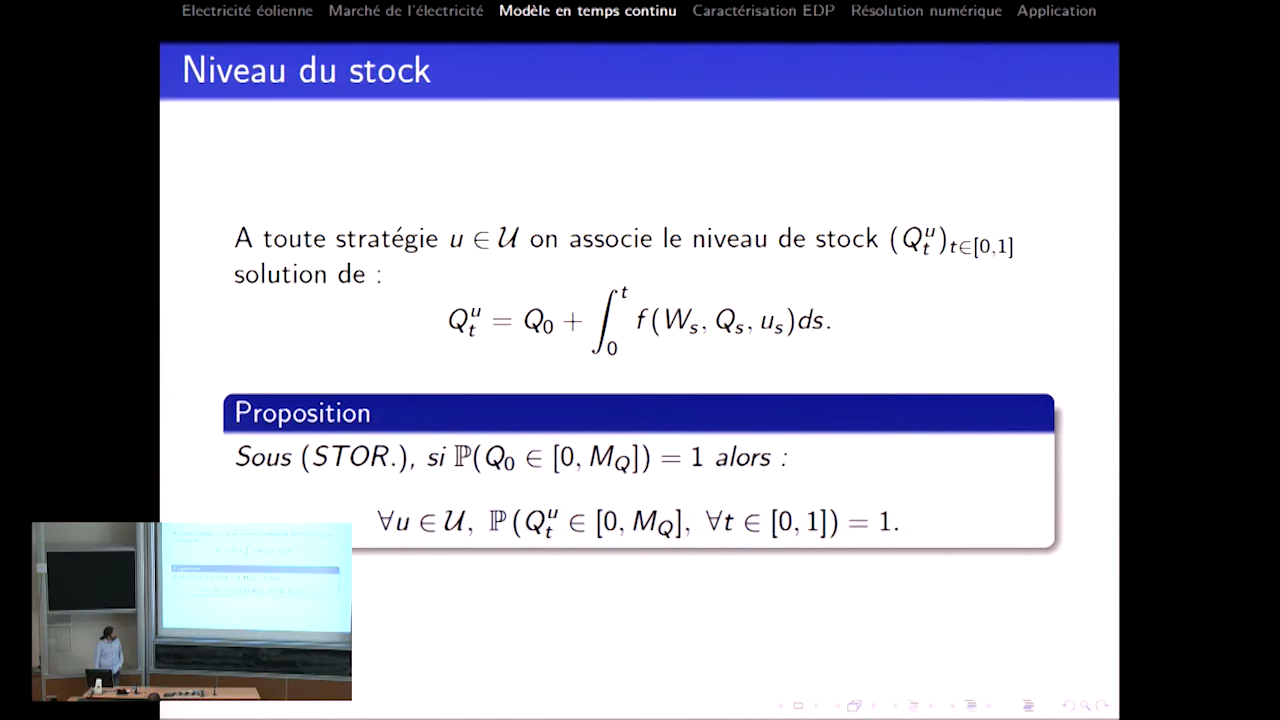 Electricité éolienne Marché de l'électricité Modèle en temps continu Caractérisation EDP Résolution numérique Application
Niveau du stock
A toute stratégie u ∈ 𝒰 on associe le niveau de stock (Q_t^u)_{t∈[0,1]}
solution de :
Q_t^u = Q_0 + ∫_0^t f(W_s, Q_s, u_s)ds.
Proposition
Sous (STOR.), si ℙ(Q_0 ∈ [0, M_Q]) = 1 alors :
∀u ∈ 𝒰, ℙ(Q_t^u ∈ [0, M_Q], ∀t ∈ [0, 1]) = 1.